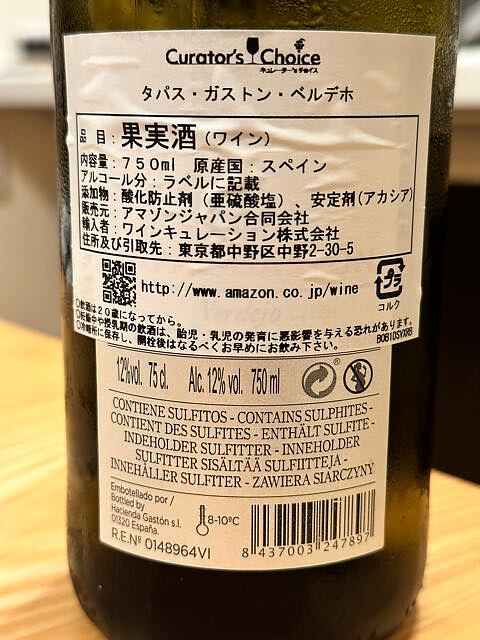 Curator's Choice
キュレーターズチョイス
タパス・ガストン・ベルデホ
品 目：果実酒（ワイン）
内容量：７５０ｍｌ 原産国：スペイン
アルコール分：ラベルに記載
添加物：酸化防止剤（亜硫酸塩）、安定剤(アカシア)
販売元：アマゾンジャパン合同会社
輸入者：ワインキュレーション株式会社
住所及び引取先：東京都中野区中野2-30-5
http://www.amazon.co.jp/wine
プラ
コルク
○飲酒は２０歳になってから。
○妊娠中や授乳期の飲酒は、胎児・乳児の発育に悪影響を与える恐れがあります。
○冷暗所に保存し、開栓後はなるべくお早めにお飲み下さい。
B0B1DSVXRB
12%vol. 75 cl. Alc. 12% vol. 750 ml
CONTIENE SULFITOS - CONTAINS SULPHITES -
CONTIENT DES SULFITES - ENTHÄLT SULFITE -
INDEHOLDER SULFITTER - INNEHOLDER
SULFITTER SISÄLTÄÄ SULFIITTEJA -
INNEHÅLLER SULFITER - ZAWIERA SIARCZYNY
Embotellado por /
Bottled by
Hacienda Gastón s.l.
01320 España.
R.E.Nº 0148964VI
8-10ºC
8 437003 247897